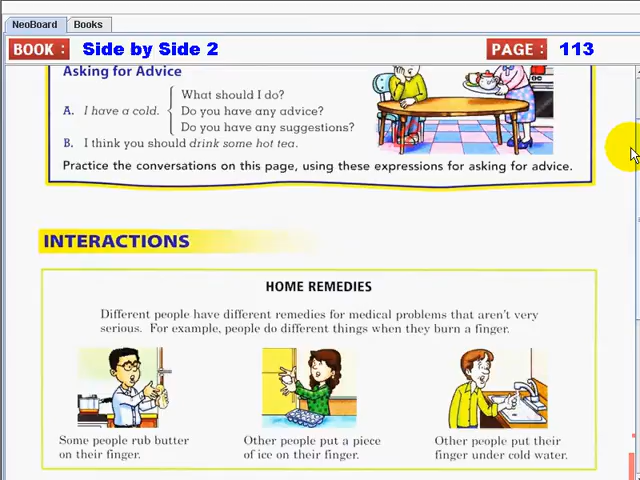 NeoBoard Books
BOOK : Side by Side 2 PAGE : 113
Asking for Advice
What should I do?
A. I have a cold. Do you have any advice?
Do you have any suggestions?
B. I think you should drink some hot tea.
Practice the conversations on this page, using these expressions for asking for advice.
INTERACTIONS
HOME REMEDIES
Different people have different remedies for medical problems that aren't very
serious. For example, people do different things when they burn a finger.
Some people rub butter
on their finger.
Other people put a piece
of ice on their finger.
Other people put their
finger under cold water.